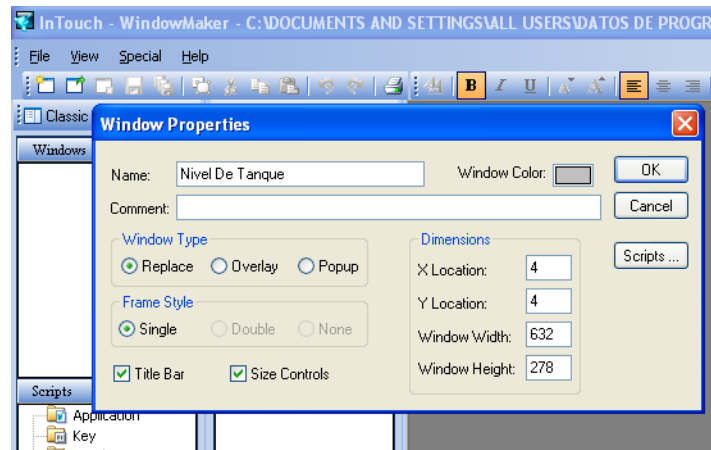 InTouch - WindowMaker - C:\DOCUMENTS AND SETTINGS\ALL USERS\DATOS DE PROGR
File View Special Help
B I U
Classic
Window Properties
Windows
Name: Nivel De Tanque Window Color: OK
Comment: Cancel
Window Type Dimensions
Replace Overlay Popup X Location: 4 Scripts ...
Frame Style Y Location: 4
Single Double None Window Width: 632
Title Bar Size Controls Window Height: 278
Scripts
Application
Key